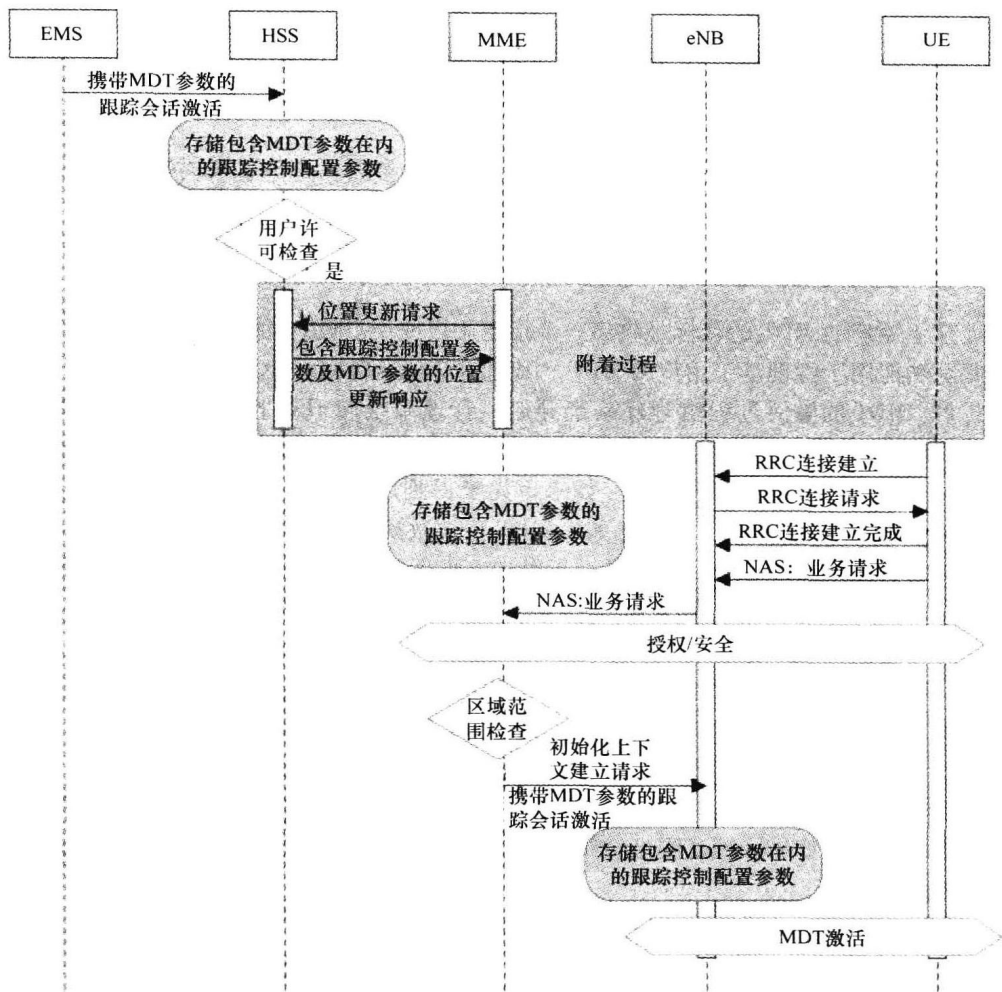 EMS
HSS
MME
eNB
UE
携带MDT参数的
跟踪会话激活
存储包含MDT参数在内
的跟踪控制配置参数
用户许
可检查
是
位置更新请求
包含跟踪控制配置参
数及MDT参数的位置
更新响应
附着过程
RRC连接建立
存储包含MDT参数的
跟踪控制配置参数
RRC连接请求
RRC连接建立完成
NAS：业务请求
NAS:业务请求
授权/安全
区域范
围检查
初始化上下
文建立请求
携带MDT参数的跟
踪会话激活
存储包含MDT参数在内
的跟踪控制配置参数
MDT激活